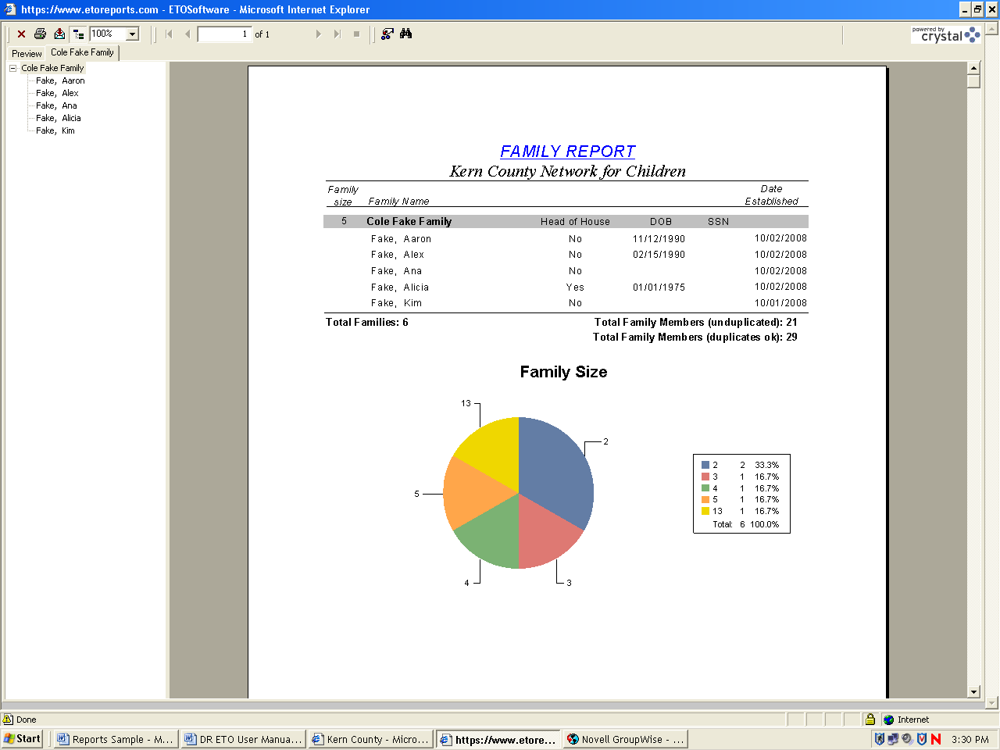 https://www.etoreports.com - ETOSoftware - Microsoft Internet Explorer
100%
1 of 1
powered by
crystal
Preview
Cole Fake Family
Cole Fake Family
Fake, Aaron
Fake, Alex
Fake, Ana
Fake, Alicia
Fake, Kim
FAMILY REPORT
Kern County Network for Children
Family size Family Name Date Established
5 Cole Fake Family Head of House DOB SSN
Fake, Aaron No 11/12/1990 10/02/2008
Fake, Alex No 02/15/1990 10/02/2008
Fake, Ana No 10/02/2008
Fake, Alicia Yes 01/01/1975 10/02/2008
Fake, Kim No 10/01/2008
Total Families: 6 Total Family Members (unduplicated): 21
Total Family Members (duplicates ok): 29
Family Size
13
2
5
4
3
2 2 33.3%
3 1 16.7%
4 1 16.7%
5 1 16.7%
13 1 16.7%
Total: 6 100.0%
Done
Internet
Start
Reports Sample - M...
DR ETO User Manua...
Kern County - Micro...
https://www.etore...
Novell GroupWise - ...
3:30 PM